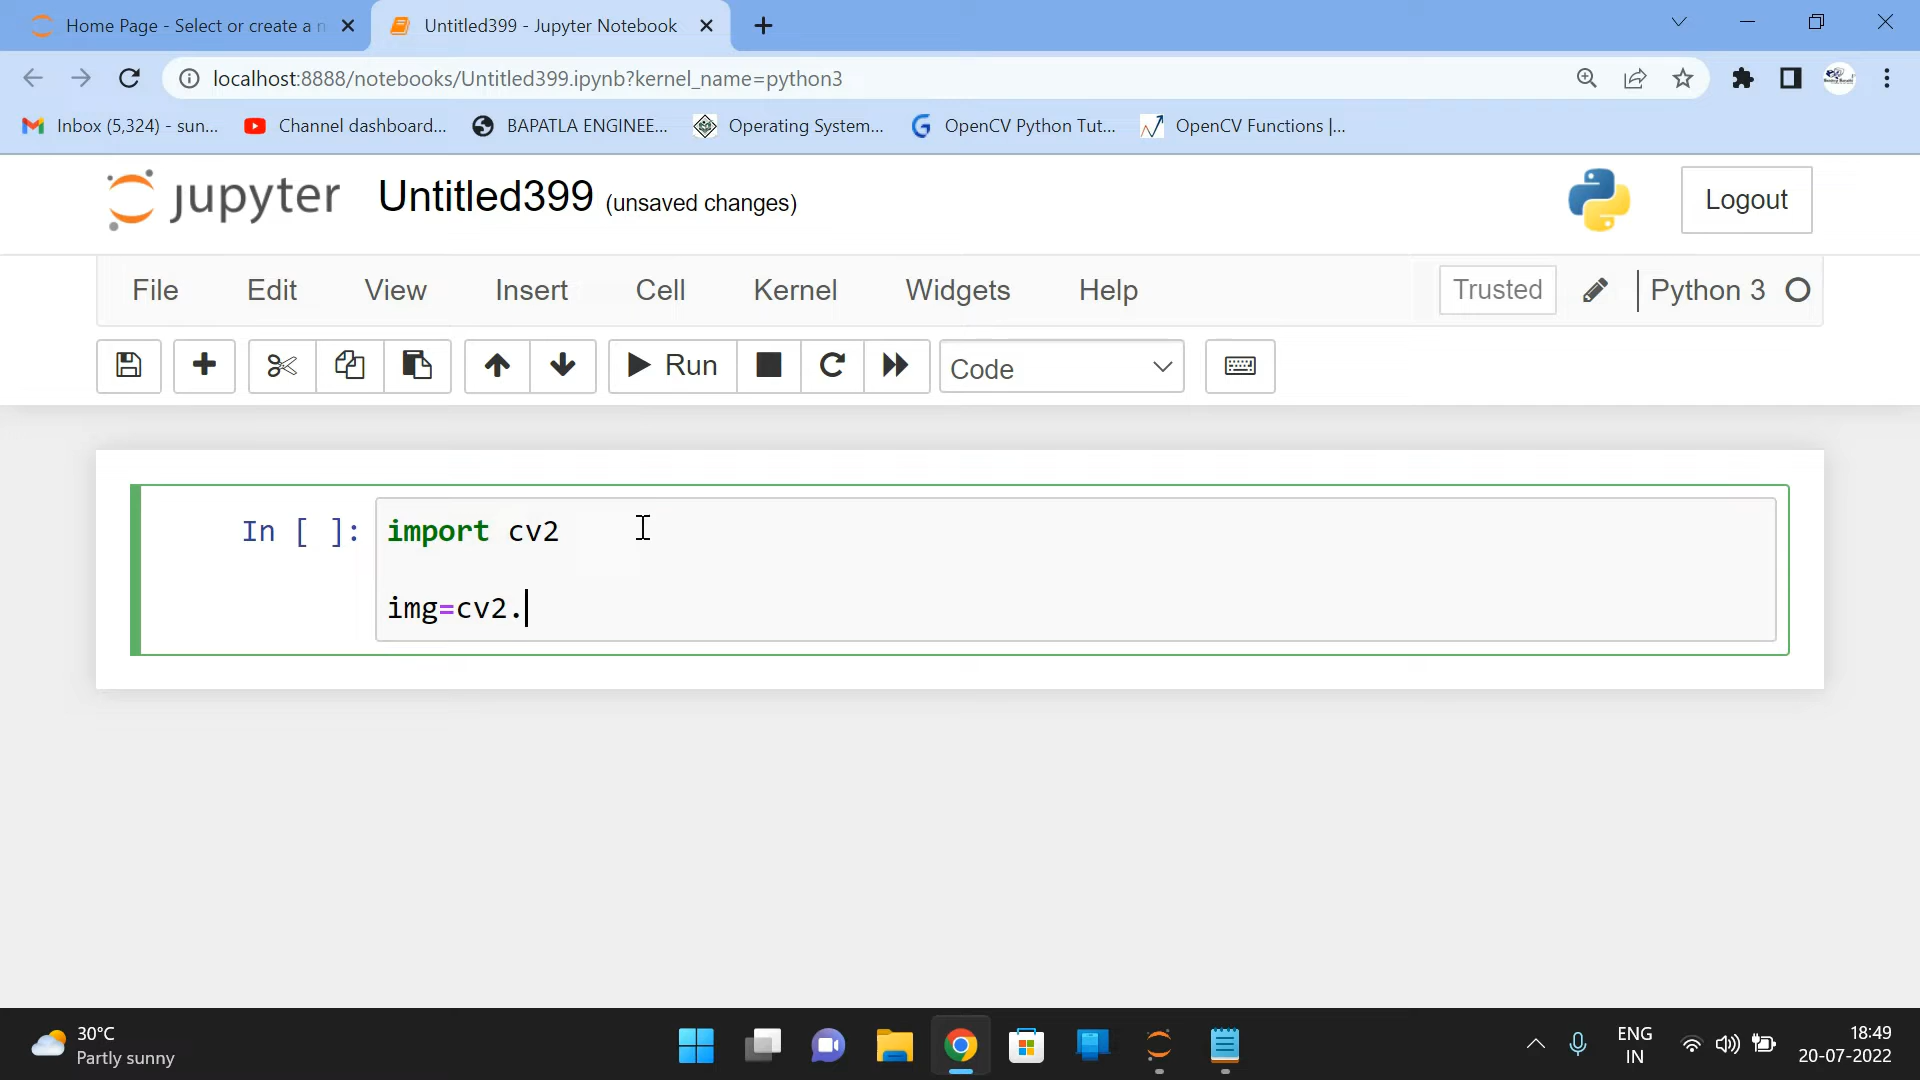 Home Page - Select or create a n
Untitled399 - Jupyter Notebook
localhost:8888/notebooks/Untitled399.ipynb?kernel_name=python3
Inbox (5,324) - sun...
Channel dashboard...
BAPATLA ENGINEE...
Operating System...
OpenCV Python Tut...
OpenCV Functions |...
jupyter
Untitled399 (unsaved changes)
Logout
File Edit View Insert Cell Kernel Widgets Help
Trusted
Python 3
Run
Code
In [ ]:
import cv2
img=cv2.
30°C
Partly sunny
ENG
IN
18:49
20-07-2022